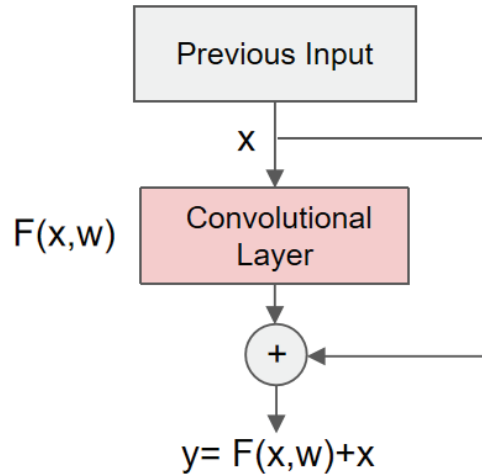 Previous Input
x
F(x,w)
Convolutional
Layer
+
y= F(x,w)+x